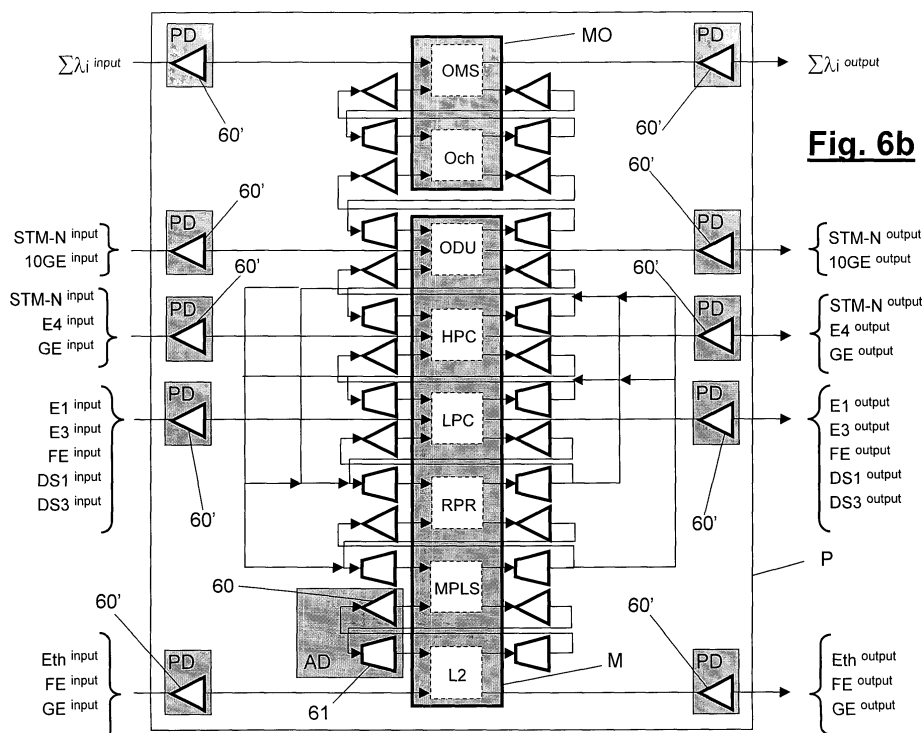 PD
MO
PD
∑λi input
OMS
∑λi output
60'
60'
Och
Fig. 6b
60'
60'
PD
PD
STM-N input
10GE input
60'
ODU
60'
STM-N output
10GE output
STM-N input
E4 input
GE input
PD
HPC
PD
STM-N output
E4 output
GE output
PD
PD
E1 input
E3 input
FE input
DS1 input
DS3 input
LPC
E1 output
E3 output
FE output
DS1 output
DS3 output
60'
RPR
60'
P
60
MPLS
60'
60'
Eth input
FE input
GE input
PD
AD
L2
M
PD
Eth output
FE output
GE output
61